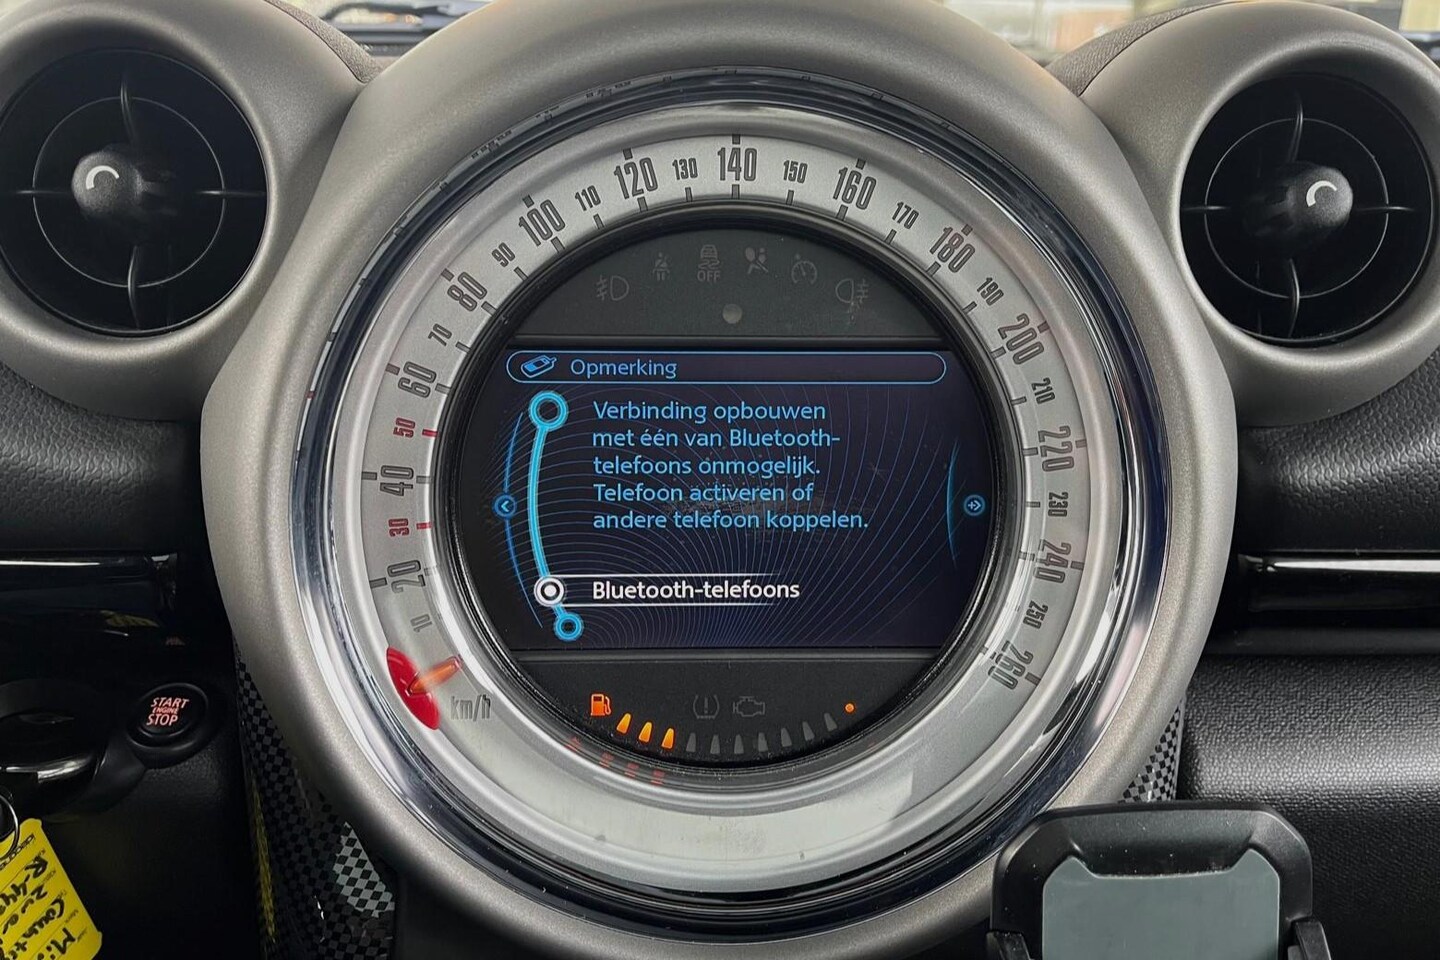 10
20
30
40
50
60
70
80
90
100
110
120
130
140
150
160
170
180
190
200
210
220
230
240
250
260
km/h
OFF
Opmerking
Verbinding opbouwen
met één van Bluetooth-
telefoons onmogelijk.
Telefoon activeren of
andere telefoon koppelen.
Bluetooth-telefoons
START
ENGINE
STOP